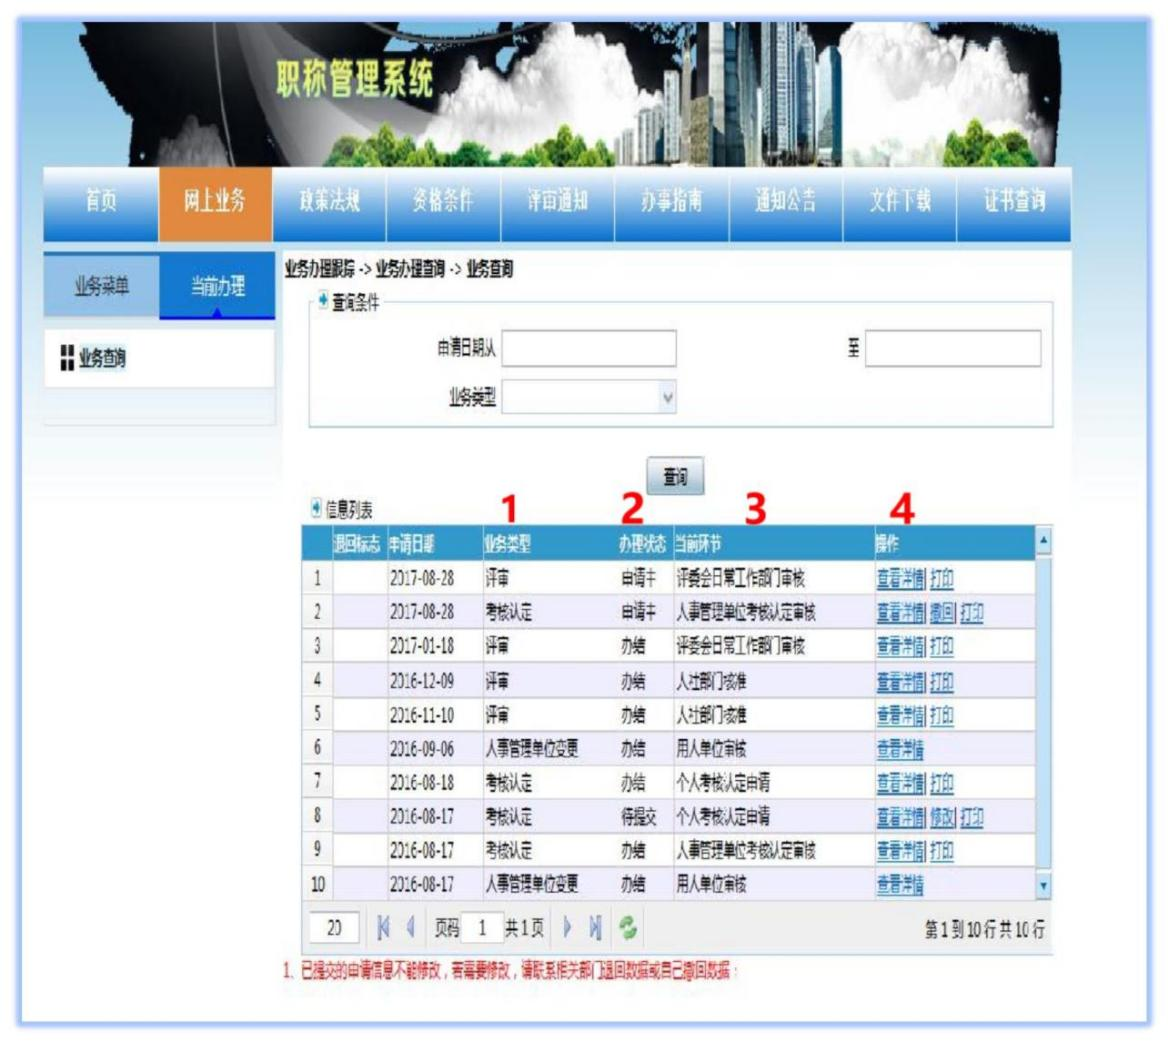 职称管理系统
首页 网上业务 政策法规 资格条件 评审通知 办事指南 通知公告 文件下载 证书查询
业务菜单 当前办理
业务查询
业务办理跟踪 -> 业务办理查询 -> 业务查询
查询条件
申请日期从 至
业务类型
查询
1 2 3 4
信息列表
退回标志 申请日期 业务类型 办理状态 当前环节 操作
1 2017-08-28 评审 申请中 评委会日常工作部门审核 查看详情| 打印
2 2017-08-28 考核认定 申请中 人事管理单位考核认定审核 查看详情| 撤回| 打印
3 2017-01-18 评审 办结 评委会日常工作部门审核 查看详情| 打印
4 2016-12-09 评审 办结 人社部门核准 查看详情| 打印
5 2016-11-10 评审 办结 人社部门核准 查看详情| 打印
6 2016-09-06 人事管理单位变更 办结 用人单位审核 查看详情
7 2016-08-18 考核认定 办结 个人考核认定申请 查看详情| 打印
8 2016-08-17 考核认定 待提交 个人考核认定申请 查看详情| 修改| 打印
9 2016-08-17 考核认定 办结 人事管理单位考核认定审核 查看详情| 打印
10 2016-08-17 人事管理单位变更 办结 用人单位审核 查看详情
20 页码 1 共1页 第1到10行共10行
1、已提交的申请信息不能修改，若需要修改，请联系相关部门退回数据或自己撤回数据；